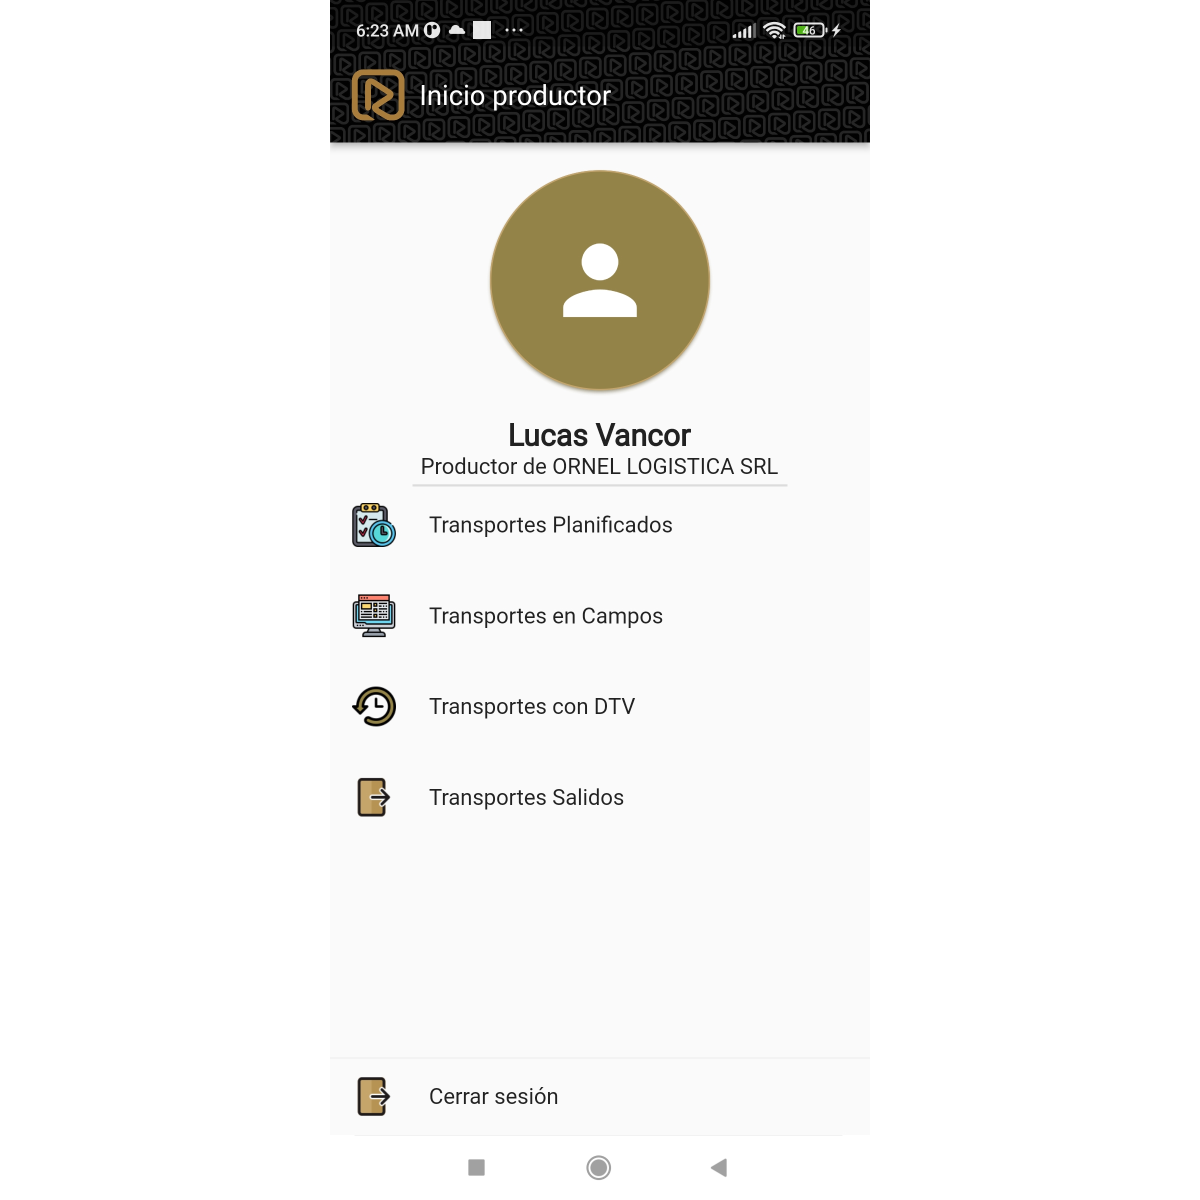 6:23 AM
46
Inicio productor
Lucas Vancor
Productor de ORNEL LOGISTICA SRL
Transportes Planificados
Transportes en Campos
Transportes con DTV
Transportes Salidos
Cerrar sesión